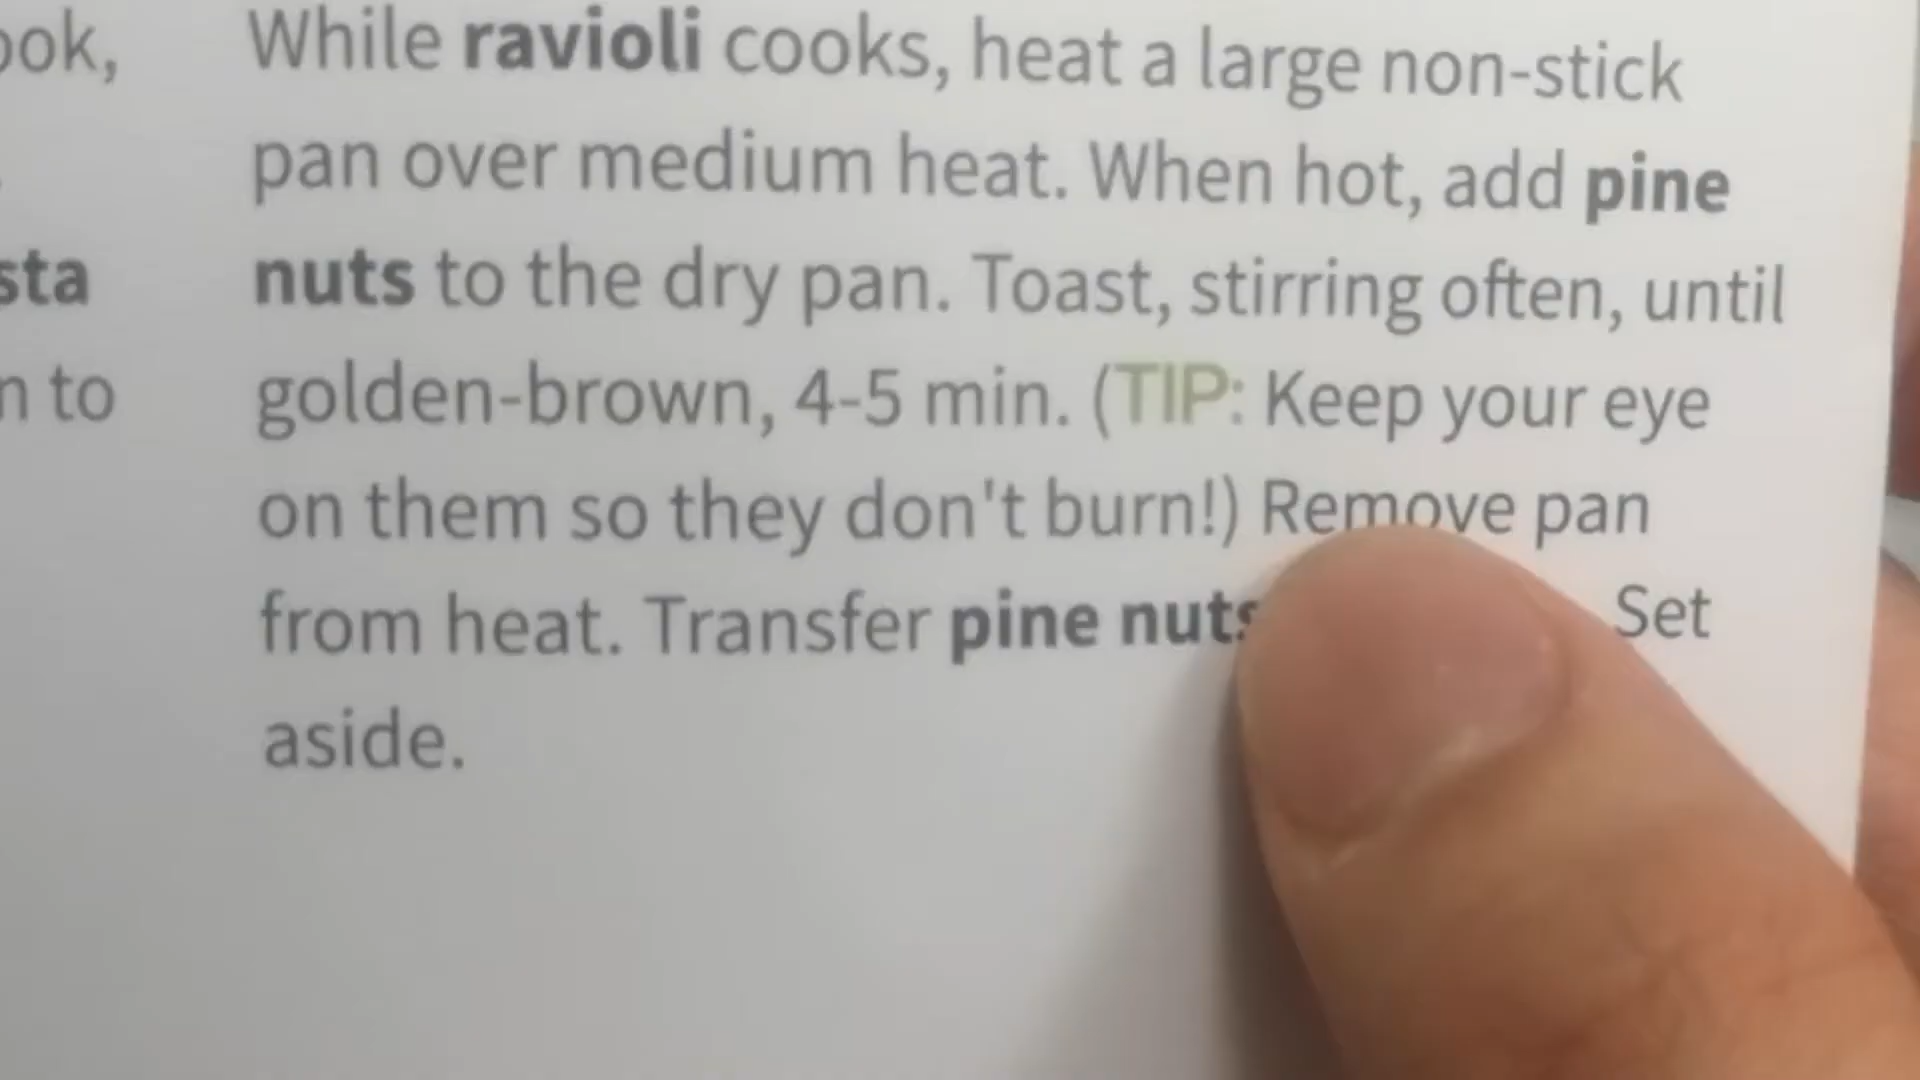 ook,
sta
n to
While ravioli cooks, heat a large non-stick
pan over medium heat. When hot, add pine
nuts to the dry pan. Toast, stirring often, until
golden-brown, 4-5 min. (TIP: Keep your eye
on them so they don't burn!) Remove pan
from heat. Transfer pine nuts Set
aside.